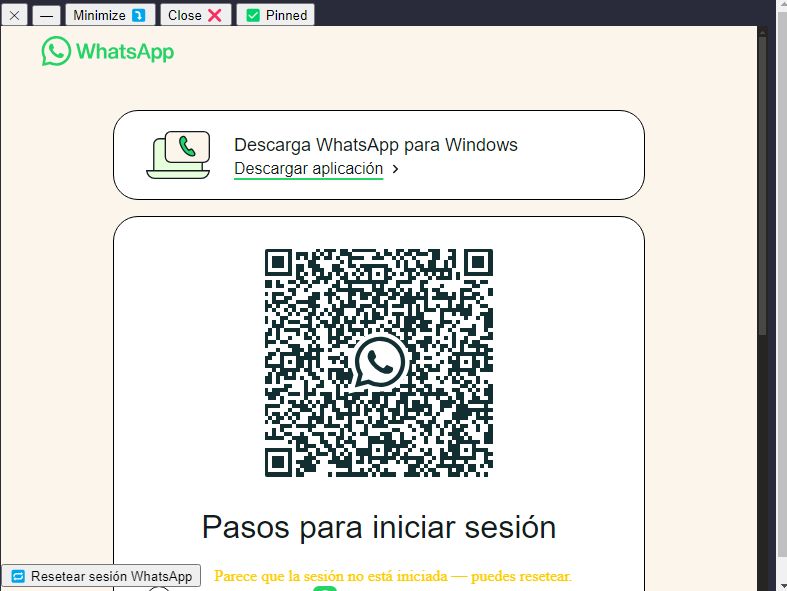 Minimize
Close
Pinned
WhatsApp
Descarga WhatsApp para Windows
Descargar aplicación
Pasos para iniciar sesión
Resetear sesión WhatsApp
Parece que la sesión no está iniciada — puedes resetear.